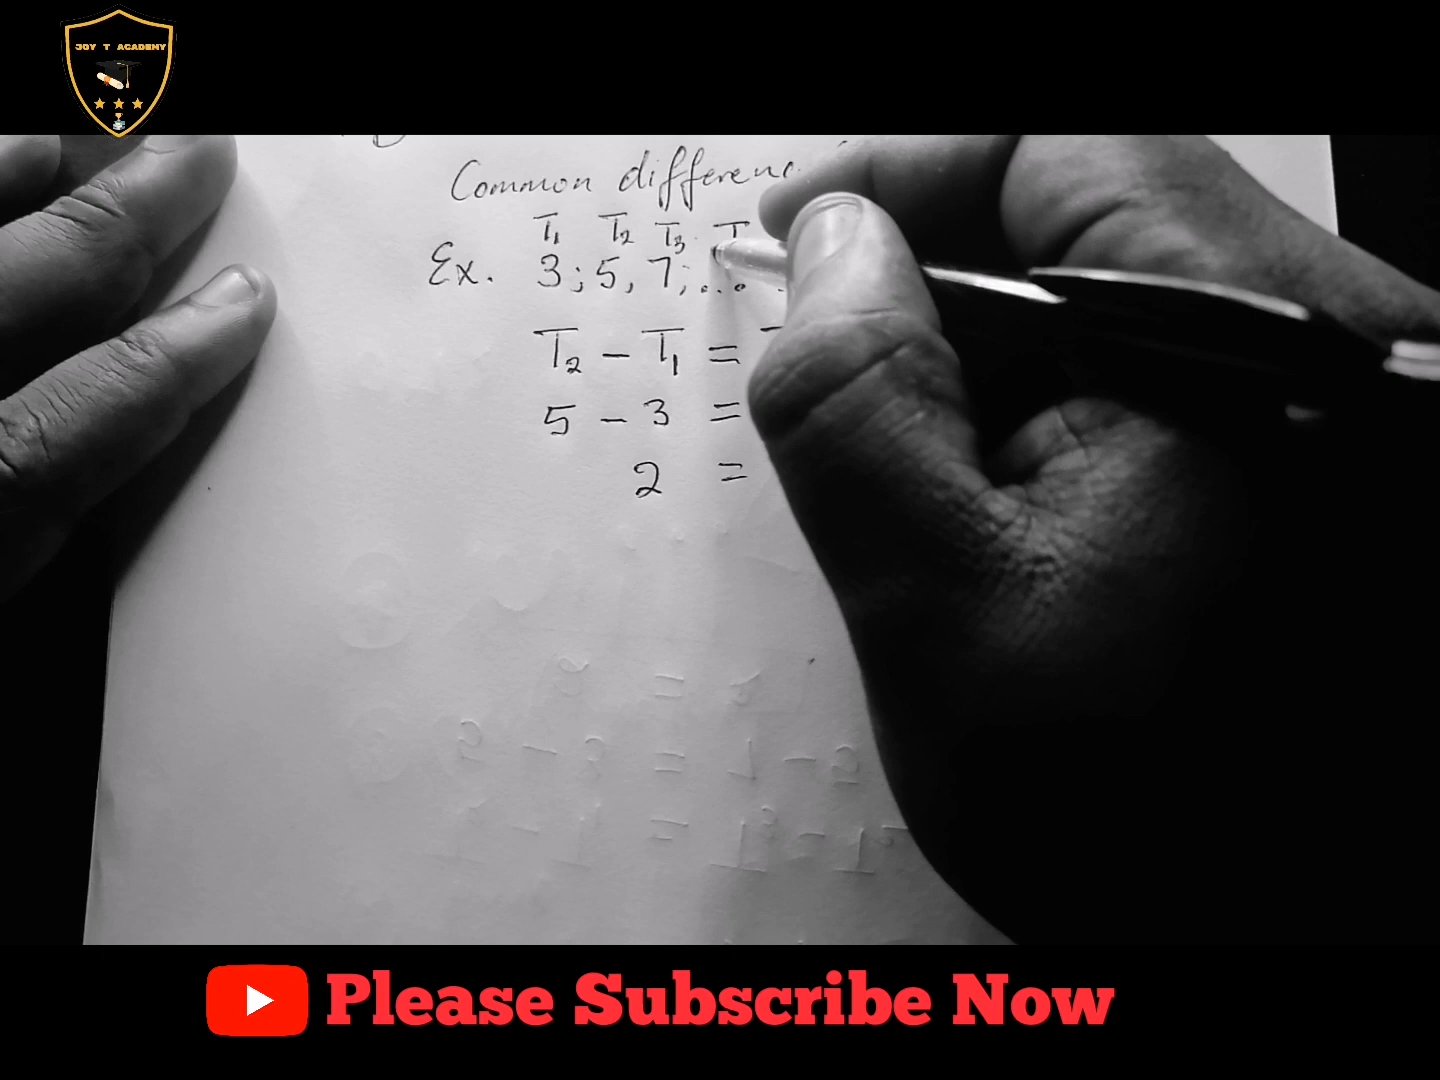 JOY T ACADEMY
Common differenc
T1 T2 T3 T
Ex. 3; 5, 7; ...
T2 - T1 =
5 - 3 =
2 =
Please Subscribe Now